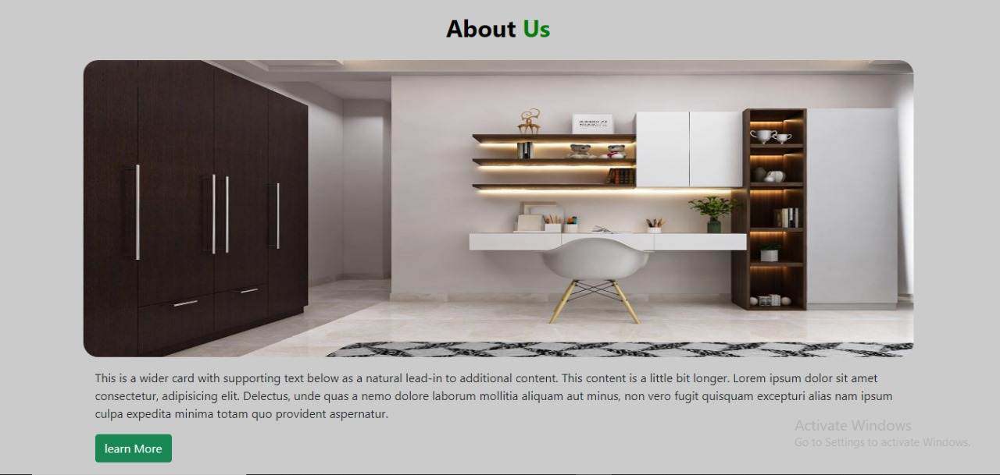 About Us
This is a wider card with supporting text below as a natural lead-in to additional content. This content is a little bit longer. Lorem ipsum dolor sit amet
consectetur, adipisicing elit. Delectus, unde quas a nemo dolore laborum mollitia aliquam aut minus, non vero fugit quisquam excepturi alias nam ipsum
culpa expedita minima totam quo provident aspernatur.
Activate Windows
Go to Settings to activate Windows.
learn More